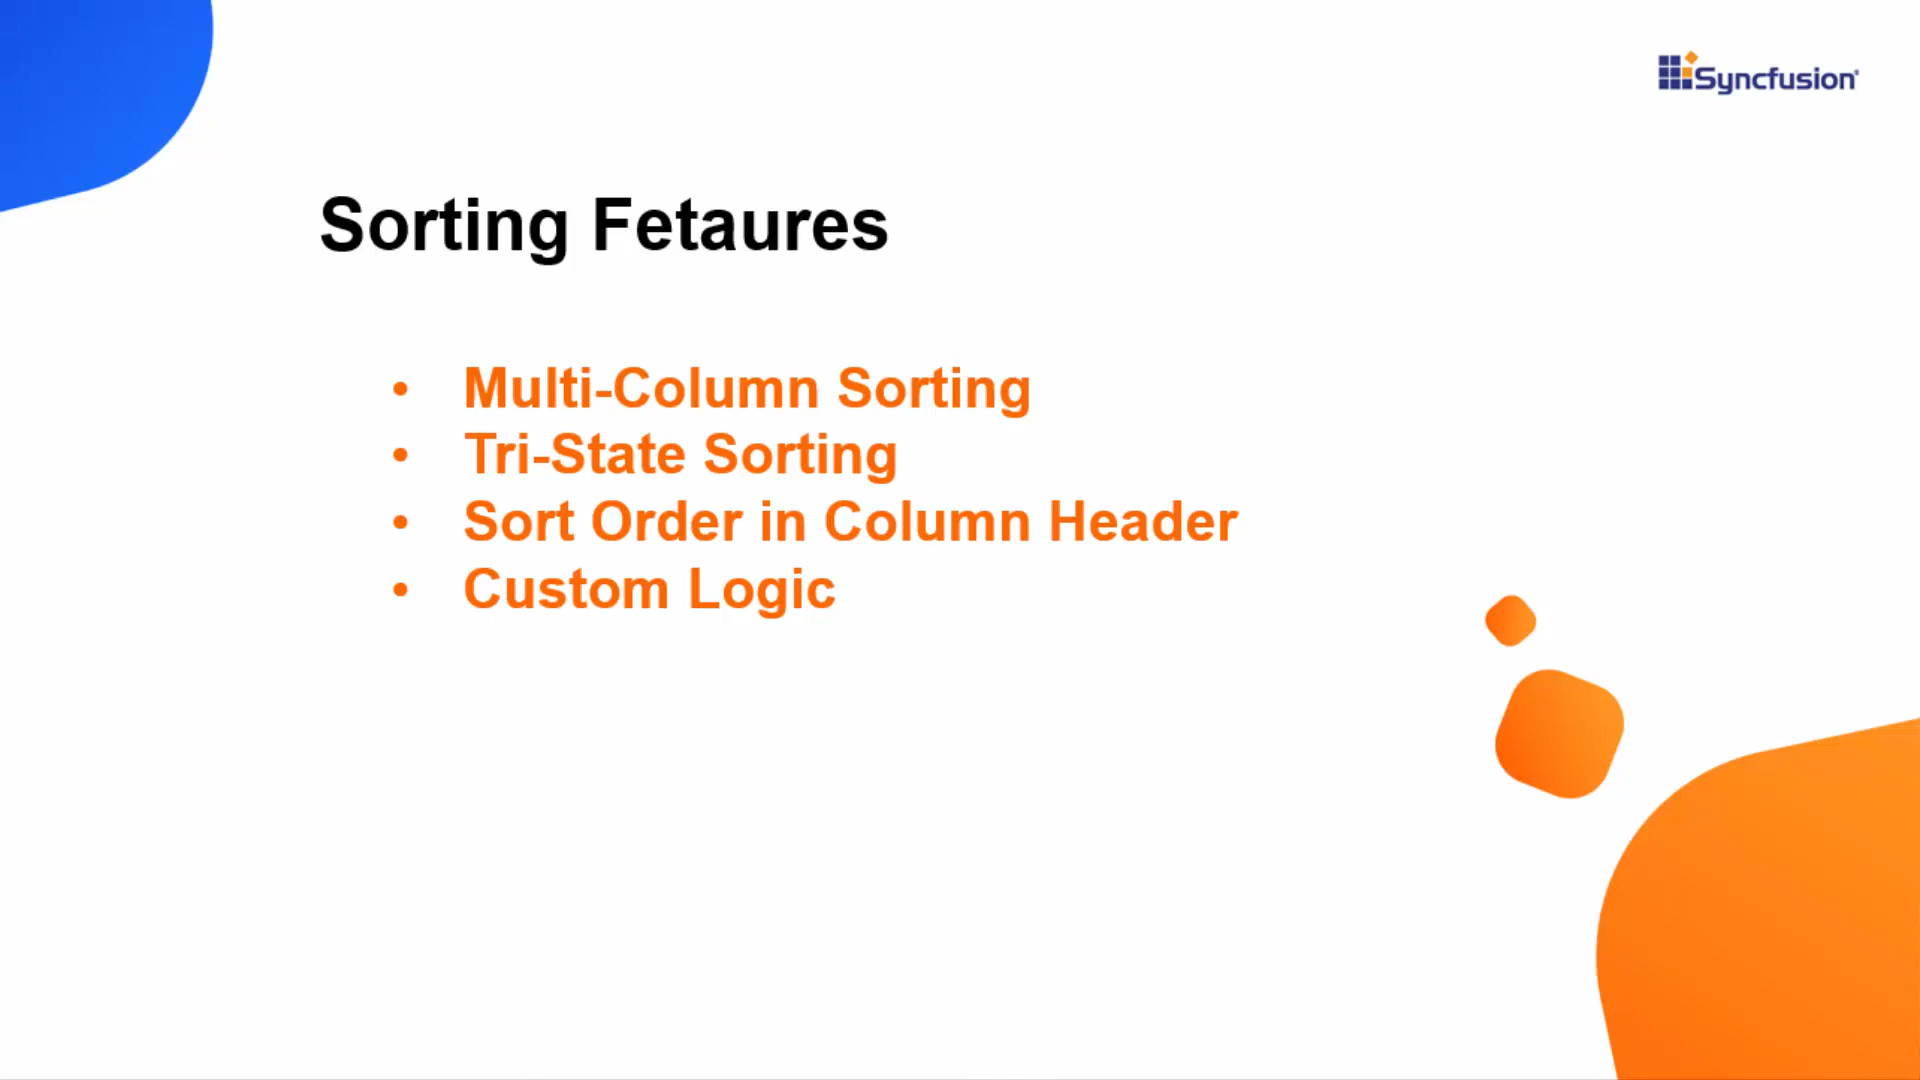 Syncfusion®
Sorting Fetaures
• Multi-Column Sorting
• Tri-State Sorting
• Sort Order in Column Header
• Custom Logic